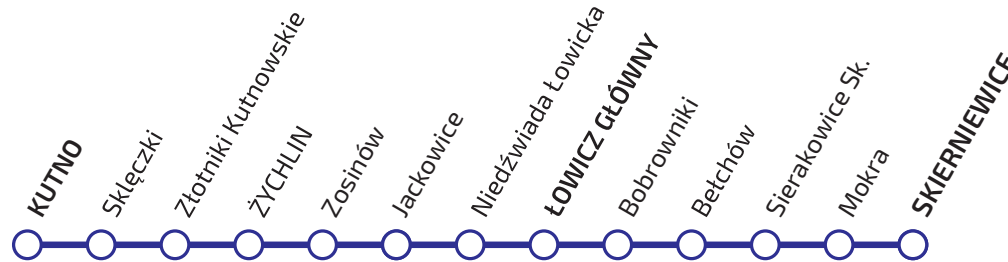 KUTNO
Sklęczki
Złotniki Kutnowskie
ŻYCHLIN
Zosinów
Jackowice
Niedźwiada Łowicka
ŁOWICZ GŁÓWNY
Bobrowniki
Bełchów
Sierakowice Sk.
Mokra
SKIERNIEWICE